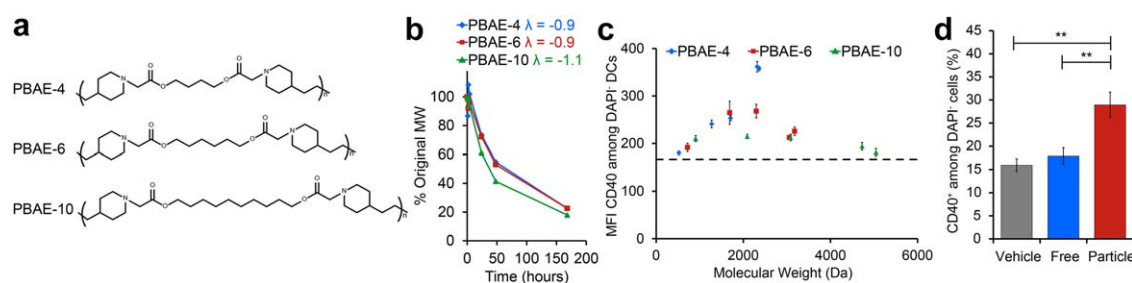 a
PBAE-4
N
O
O
O
O
N
n
PBAE-6
N
O
O
O
O
N
n
PBAE-10
N
O
O
O
O
N
n
b
PBAE-4 λ = -0.9
PBAE-6 λ = -0.9
PBAE-10 λ = -1.1
% Original MW
120
100
80
60
40
20
0
0 50 100 150 200
Time (hours)
c
PBAE-4 PBAE-6 PBAE-10
MFI CD40 among DAPI⁻ DCs
400
300
200
100
0 2000 4000 6000
Molecular Weight (Da)
d
CD40⁺ among DAPI⁻ cells (%)
45
40
35
30
25
20
15
10
5
0
**
**
Vehicle Free Particle